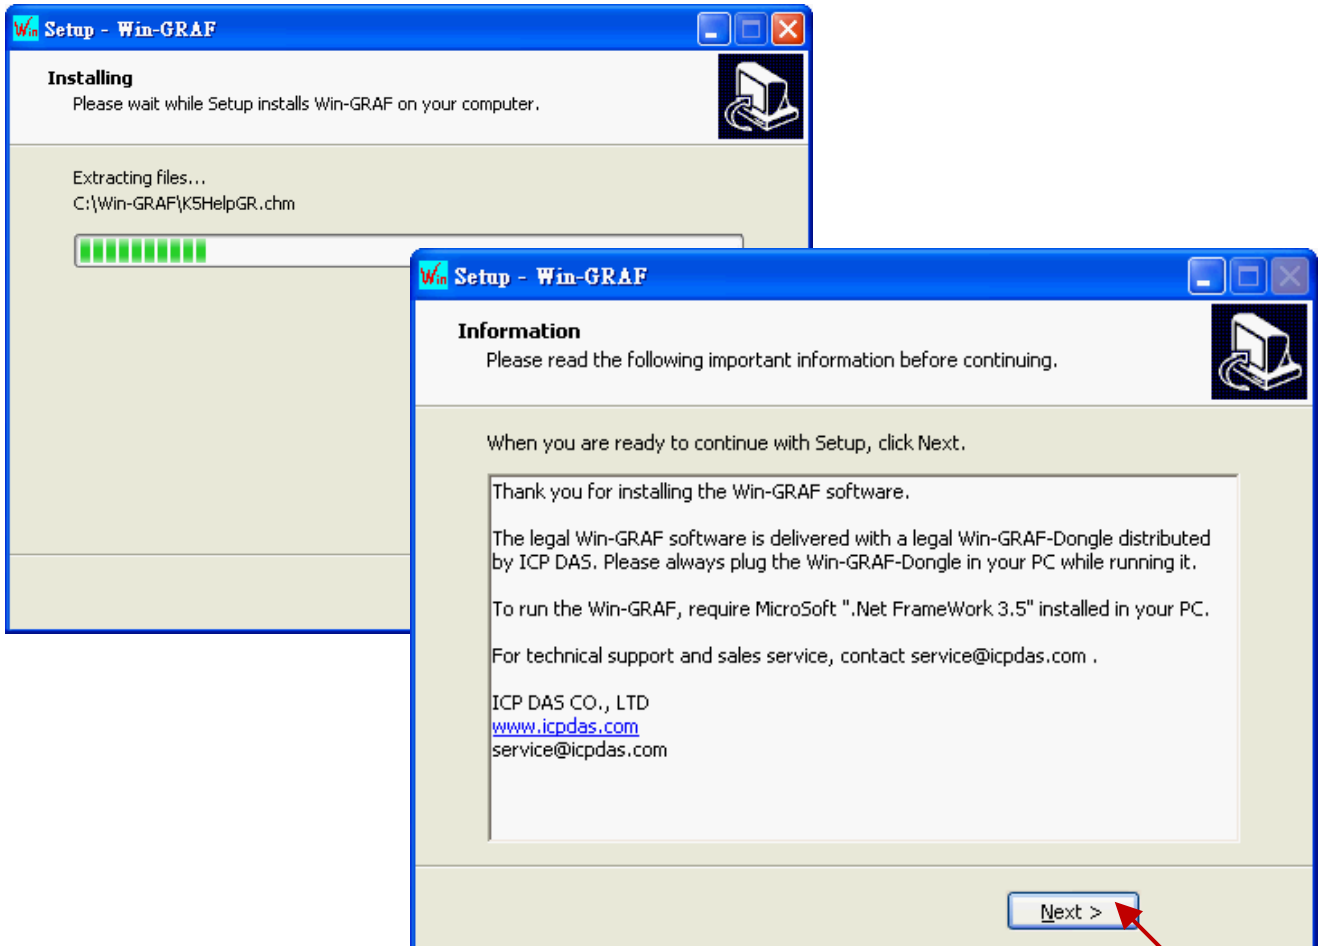 Win Setup - Win-GRAF
Installing
Please wait while Setup installs Win-GRAF on your computer.
Extracting files...
C:\Win-GRAF\K5HelpGR.chm
Win Setup - Win-GRAF
Information
Please read the following important information before continuing.
When you are ready to continue with Setup, click Next.
Thank you for installing the Win-GRAF software.
The legal Win-GRAF software is delivered with a legal Win-GRAF-Dongle distributed
by ICP DAS. Please always plug the Win-GRAF-Dongle in your PC while running it.
To run the Win-GRAF, require MicroSoft ".Net FrameWork 3.5" installed in your PC.
For technical support and sales service, contact service@icpdas.com .
ICP DAS CO., LTD
www.icpdas.com
service@icpdas.com
Next >